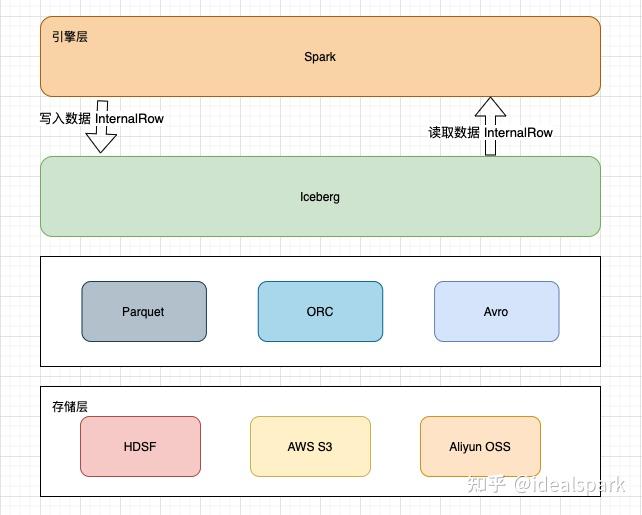 引擎层
Spark
写入数据 InternalRow
读取数据 InternalRow
Iceberg
Parquet
ORC
Avro
存储层
HDSF
AWS S3
Aliyun OSS
知乎 @idealspark